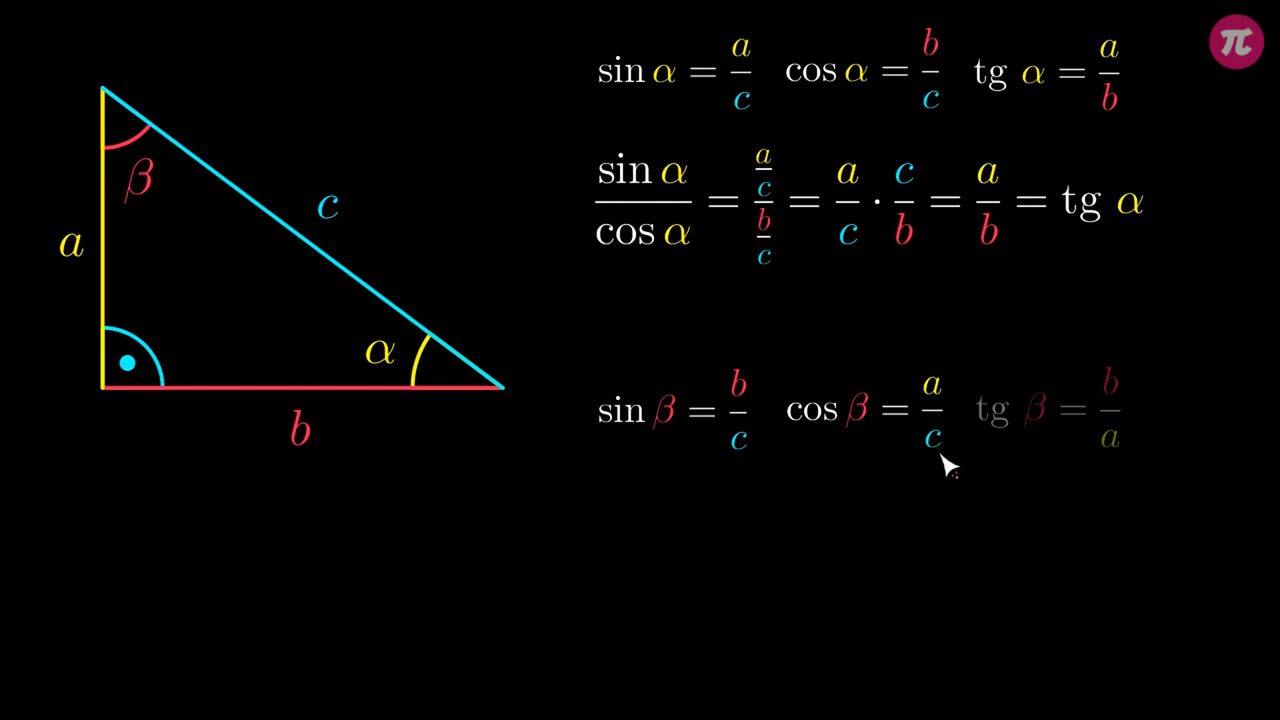 sin α = a/c   cos α = b/c   tg α = a/b
sin α / cos α = (a/c)/(b/c) = a/c · c/b = a/b = tg α
β
c
a
α
b
sin β = b/c   cos β = a/c   tg β = b/a
π